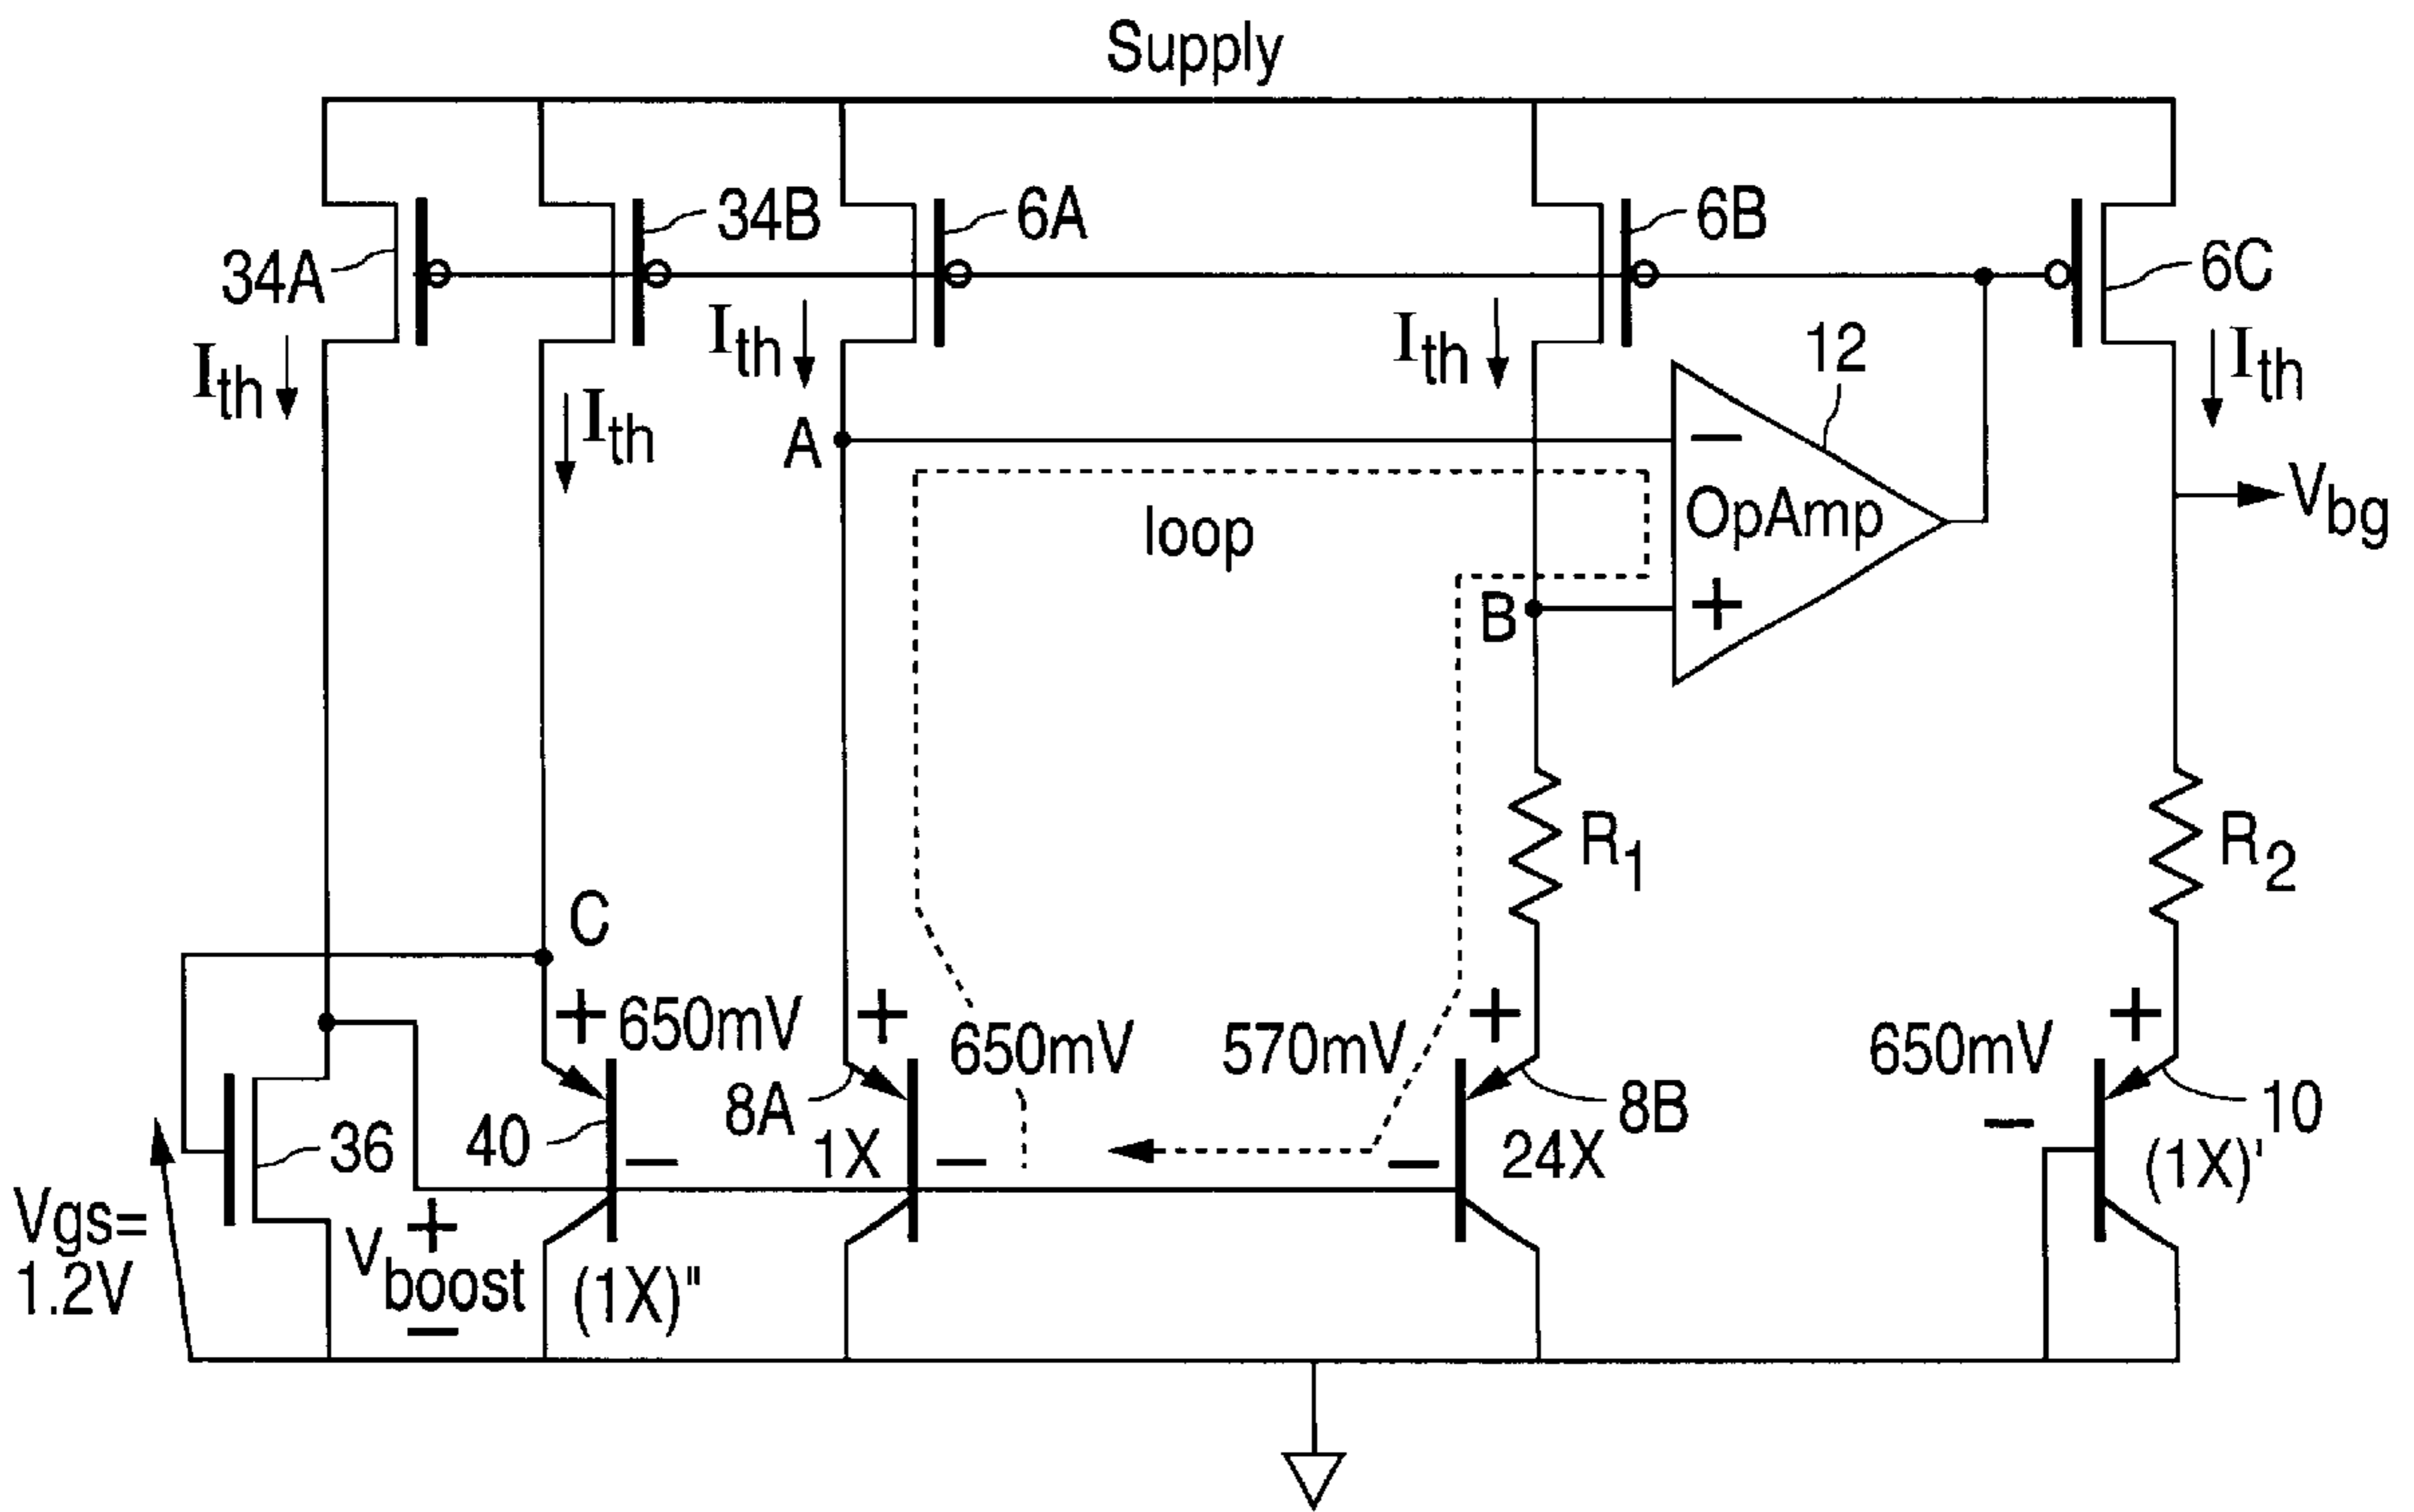 Supply
34A
34B
6A
6B
6C
Ith
Ith
Ith
Ith
Ith
12
A
−
OpAmp
+
loop
B
Vbg
R1
R2
C
+ 650mV
+
650mV
570mV
+
650mV
+
−
36
40
−
8A
1X
−
−
8B
24X
10
(1X)'
Vgs=
1.2V
+
Vboost
−
(1X)"